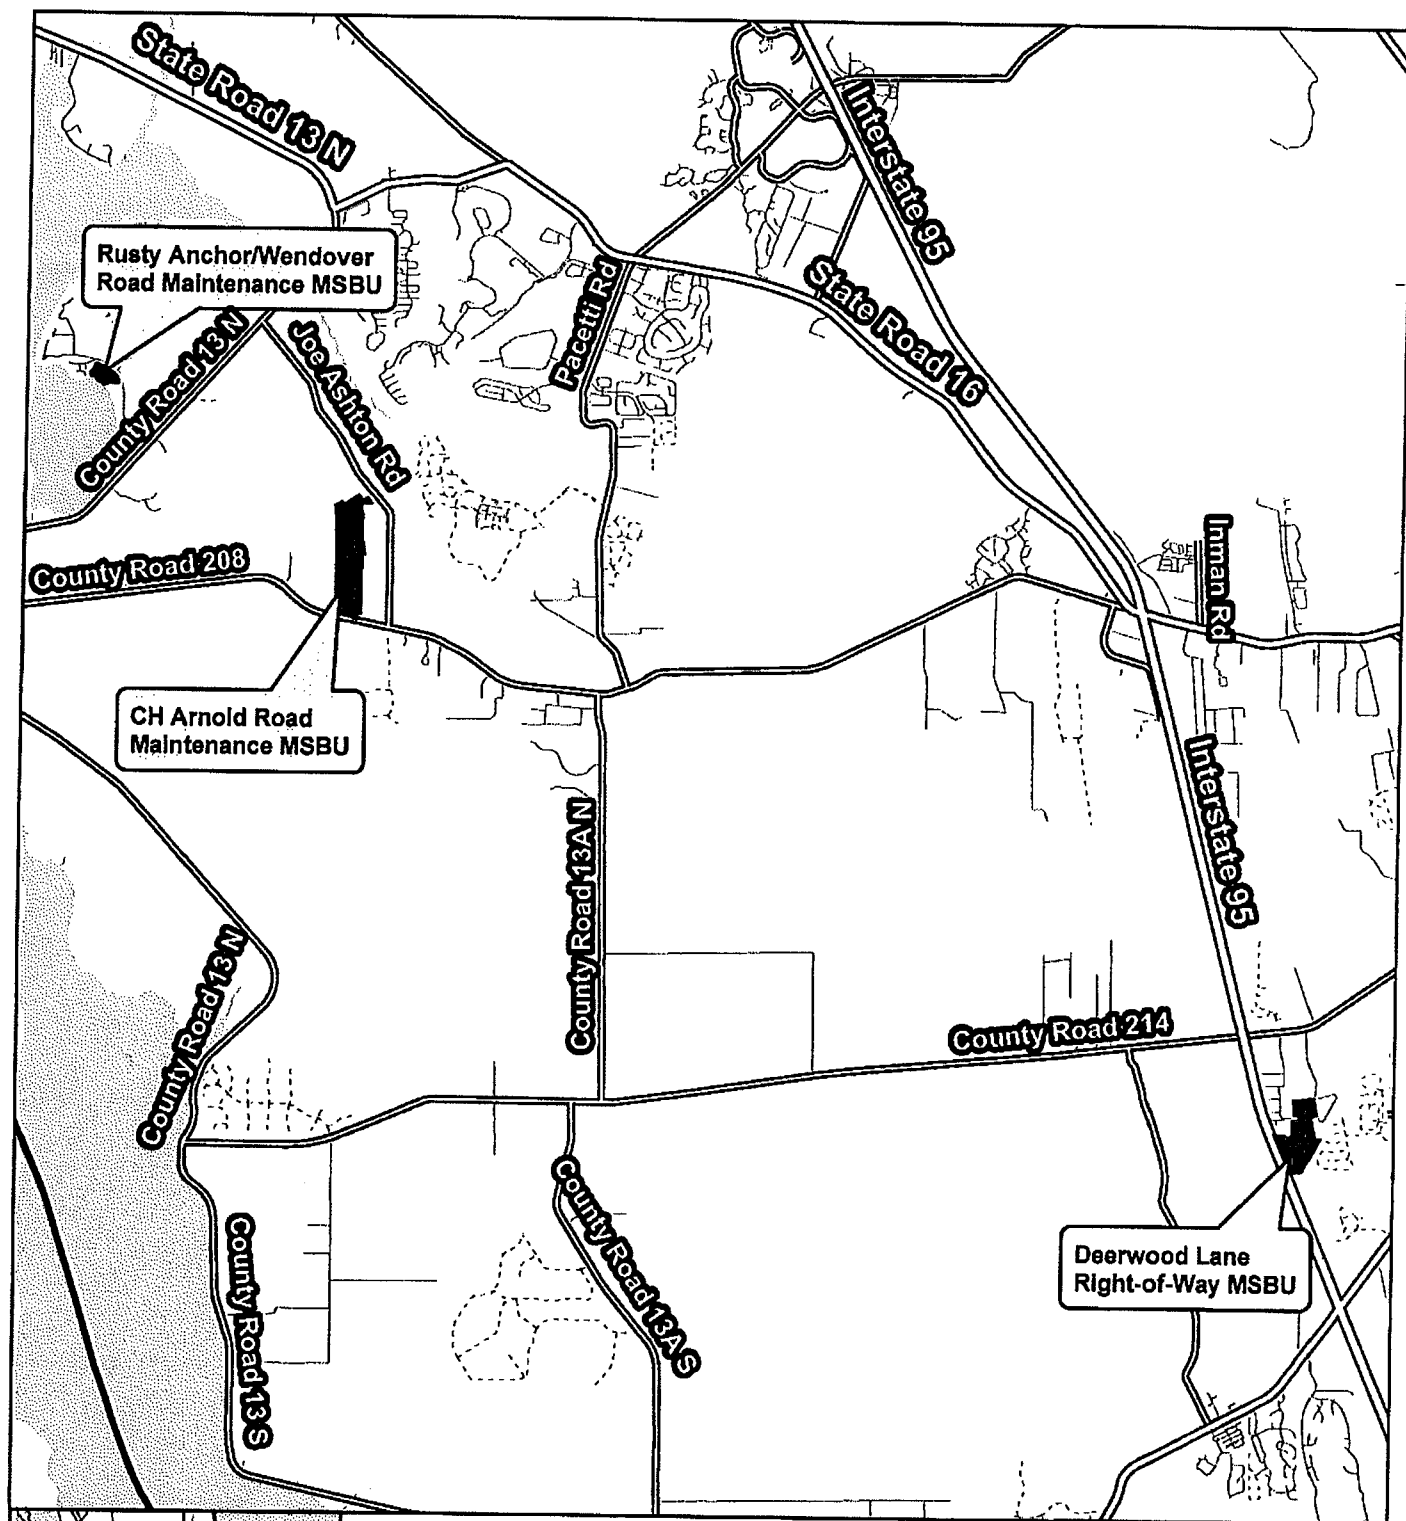 State Road 13 N
Interstate 95
Rusty Anchor/Wendover
Road Maintenance MSBU
Pacetti Rd
State Road 16
County Road 13 N
Joe Ashton Rd
County Road 208
Inman Rd
CH Arnold Road
Maintenance MSBU
Interstate 95
County Road 13A N
County Road 13 N
County Road 214
County Road 13A S
County Road 13 S
Deerwood Lane
Right-of-Way MSBU